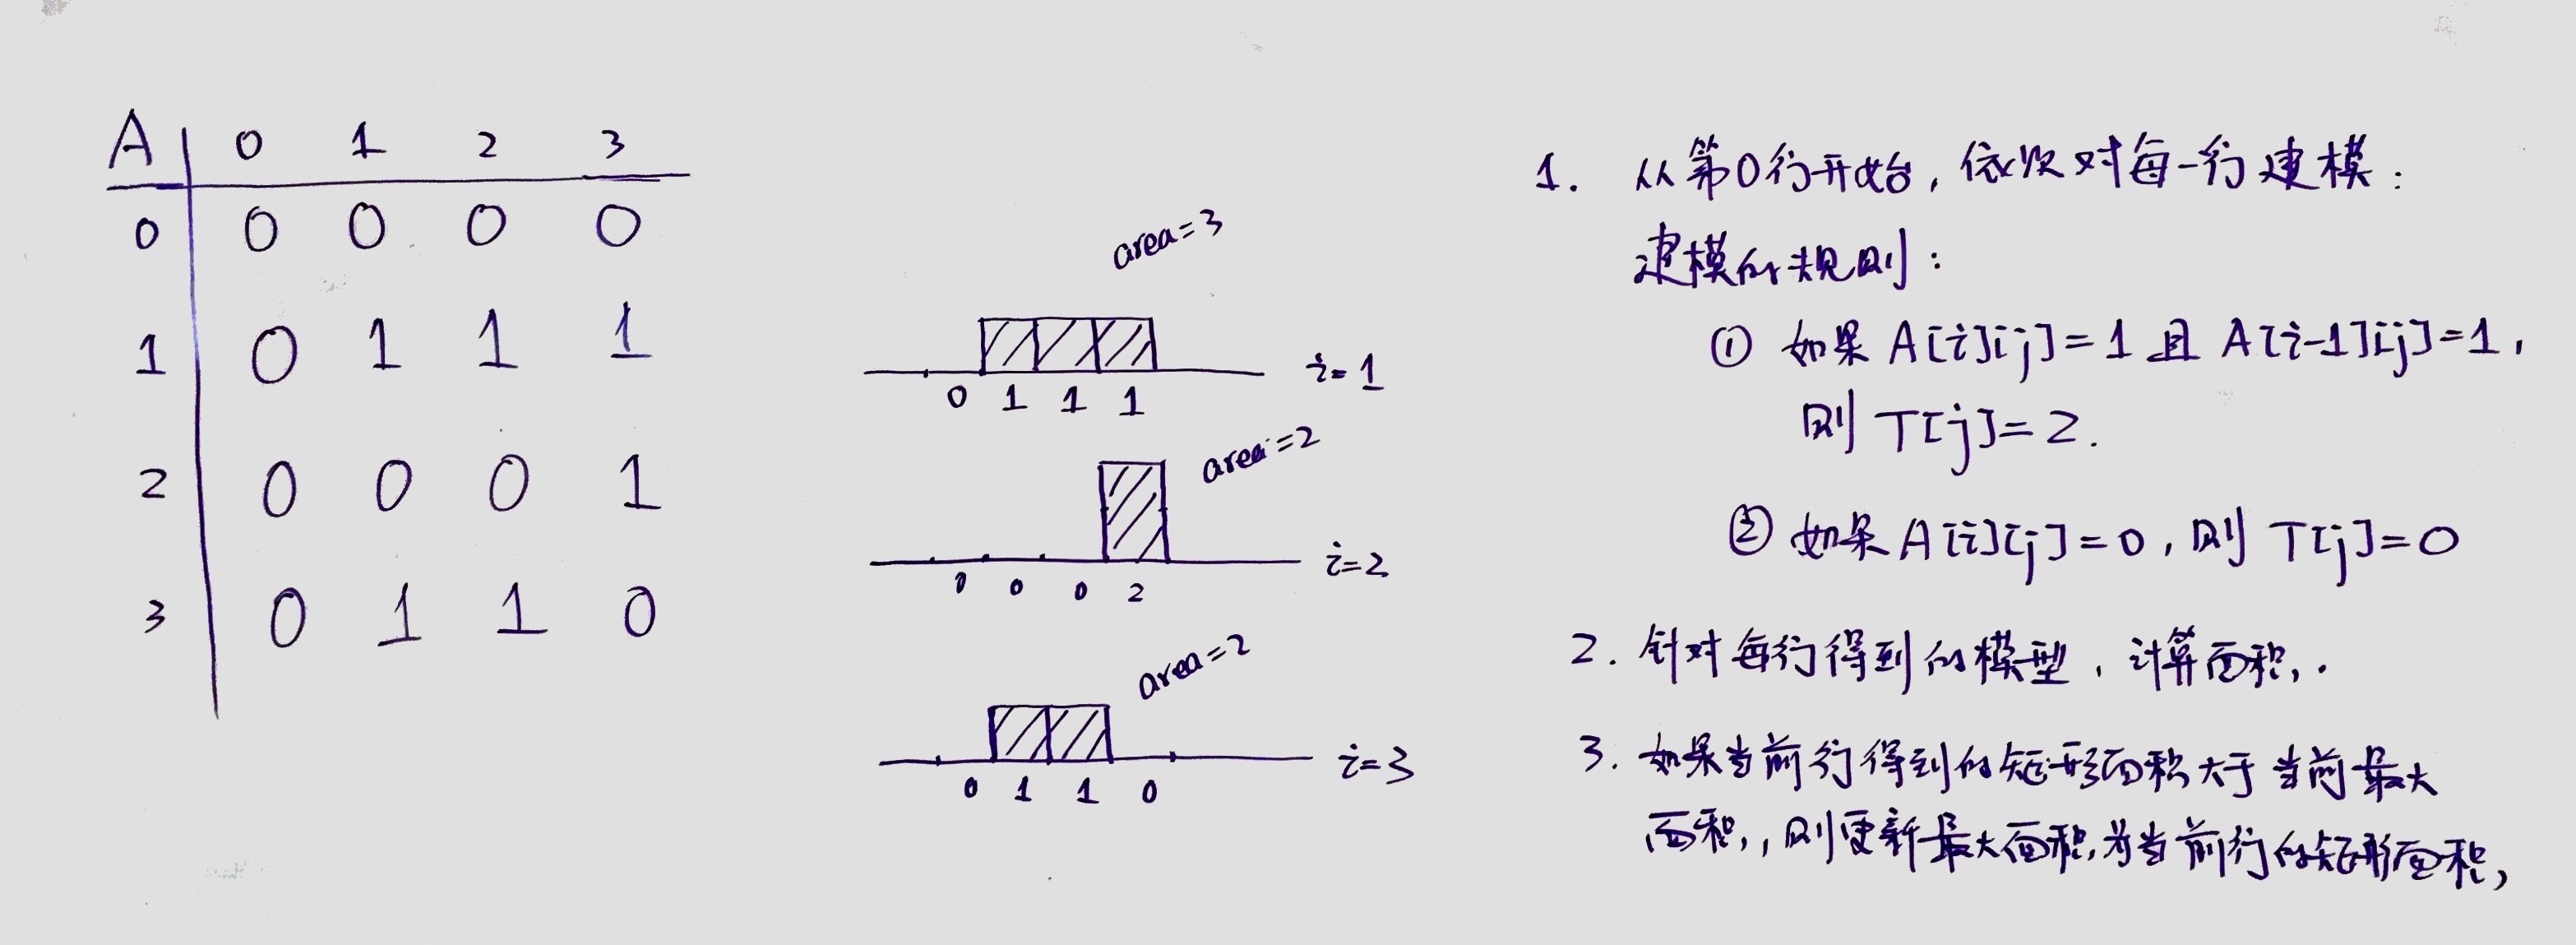 A 0 1 2 3
0 0 0 0 0
1 0 1 1 1
2 0 0 0 1
3 0 1 1 0
area=3
i=1
0 1 1 1
area=2
i=2
0 0 0 2
area=2
i=3
0 1 1 0
1. 从第0行开始，依次对每一行建模：
建模的规则：
① 如果 A[i][j]=1 且 A[i-1][j]=1，
则 T[j]=2.
② 如果 A[i][j]=0，则 T[j]=0
2. 针对每行得到的模型，计算面积.
3. 如果当前行得到的矩形面积大于当前最大
面积，则更新最大面积为当前行的矩形面积,